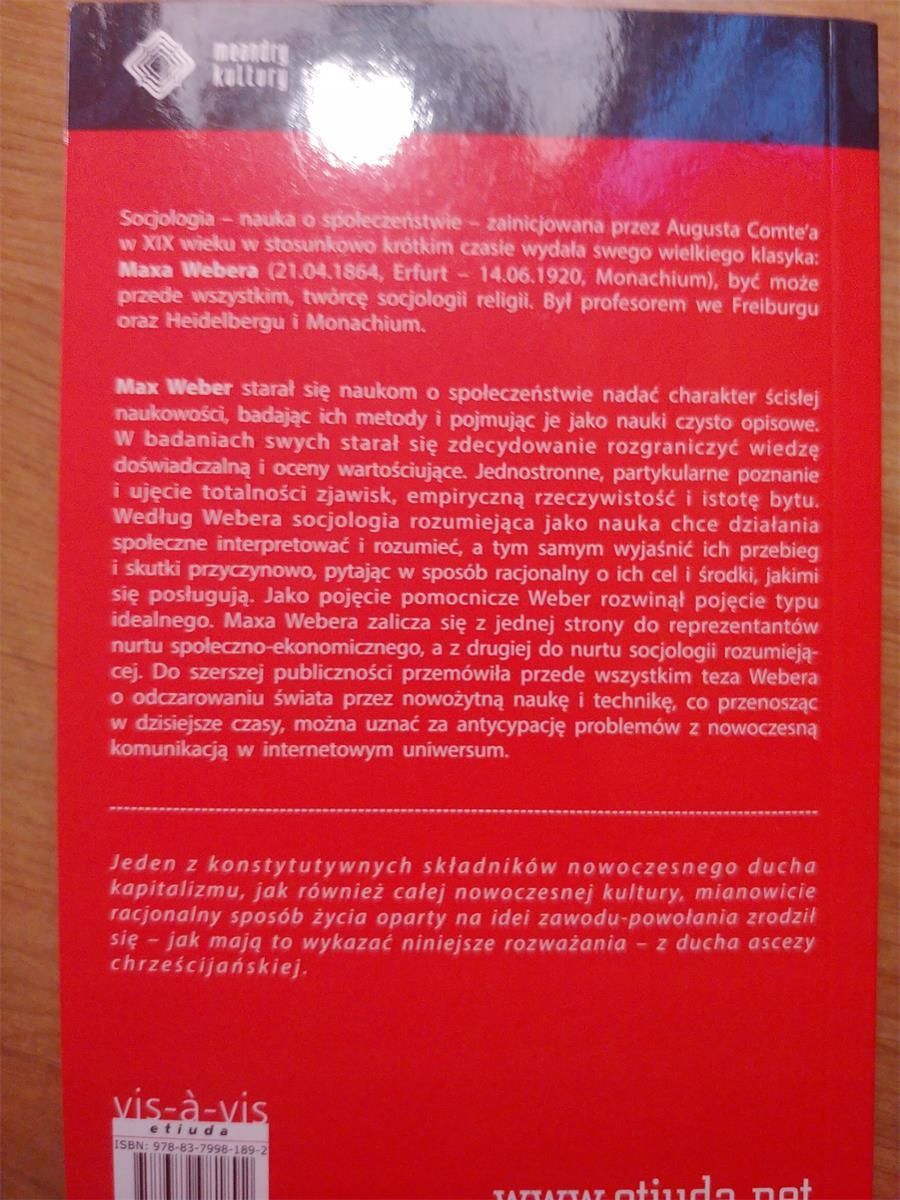 meandry
kultury
Socjologia – nauka o społeczeństwie – zainicjowana przez Augusta Comte'a
w XIX wieku w stosunkowo krótkim czasie wydała swego wielkiego klasyka:
Maxa Webera (21.04.1864, Erfurt – 14.06.1920, Monachium), być może
przede wszystkim, twórcę socjologii religii. Był profesorem we Freiburgu
oraz Heidelbergu i Monachium.
Max Weber starał się naukom o społeczeństwie nadać charakter ścisłej
naukowości, badając ich metody i pojmując je jako nauki czysto opisowe.
W badaniach swych starał się zdecydowanie rozgraniczyć wiedzę
doświadczalną i oceny wartościujące. Jednostronne, partykularne poznanie
i ujęcie totalności zjawisk, empiryczną rzeczywistość i istotę bytu.
Według Webera socjologia rozumiejąca jako nauka chce działania
społeczne interpretować i rozumieć, a tym samym wyjaśnić ich przebieg
i skutki przyczynowo, pytając w sposób racjonalny o ich cel i środki, jakimi
się posługują. Jako pojęcie pomocnicze Weber rozwinął pojęcie typu
idealnego. Maxa Webera zalicza się z jednej strony do reprezentantów
nurtu społeczno-ekonomicznego, a z drugiej do nurtu socjologii rozumieją-
cej. Do szerszej publiczności przemówiła przede wszystkim teza Webera
o odczarowaniu świata przez nowożytną naukę i technikę, co przenosząc
w dzisiejsze czasy, można uznać za antycypację problemów z nowoczesną
komunikacją w internetowym uniwersum.
Jeden z konstytutywnych składników nowoczesnego ducha
kapitalizmu, jak również całej nowoczesnej kultury, mianowicie
racjonalny sposób życia oparty na idei zawodu-powołania zrodził
się – jak mają to wykazać niniejsze rozważania – z ducha ascezy
chrześcijańskiej.
vis-à-vis
etiuda
ISBN: 978-83-7998-189-2
www.etiuda.net